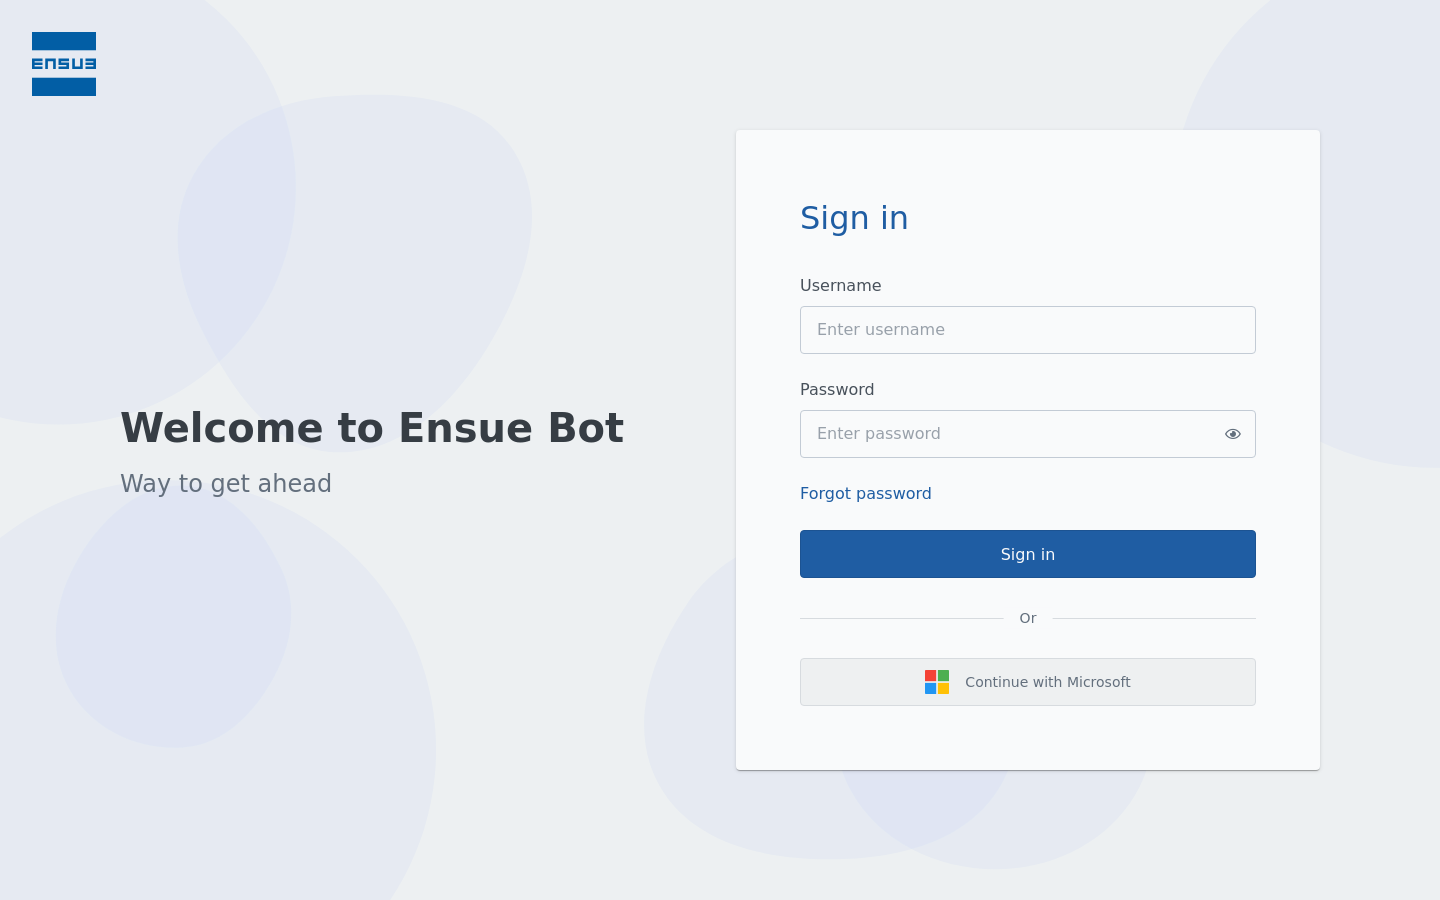 ENSUE
Welcome to Ensue Bot
Way to get ahead
Sign in
Username
Enter username
Password
Enter password
Forgot password
Sign in
Or
Continue with Microsoft